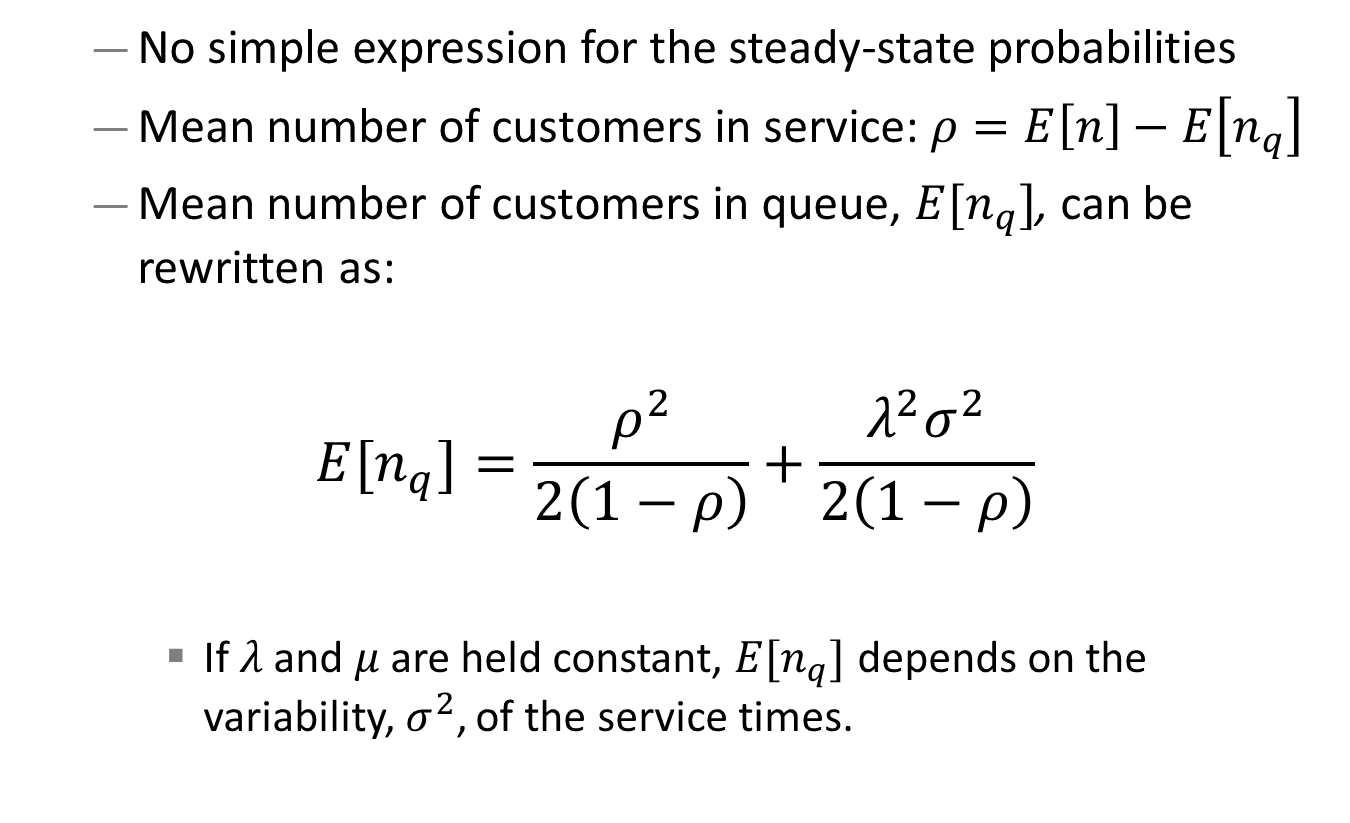 — No simple expression for the steady-state probabilities
— Mean number of customers in service: ρ = E[n] − E[n_q]
— Mean number of customers in queue, E[n_q], can be
rewritten as:
E[n_q] = ρ²/(2(1 − ρ)) + λ²σ²/(2(1 − ρ))
▪ If λ and μ are held constant, E[n_q] depends on the
variability, σ², of the service times.